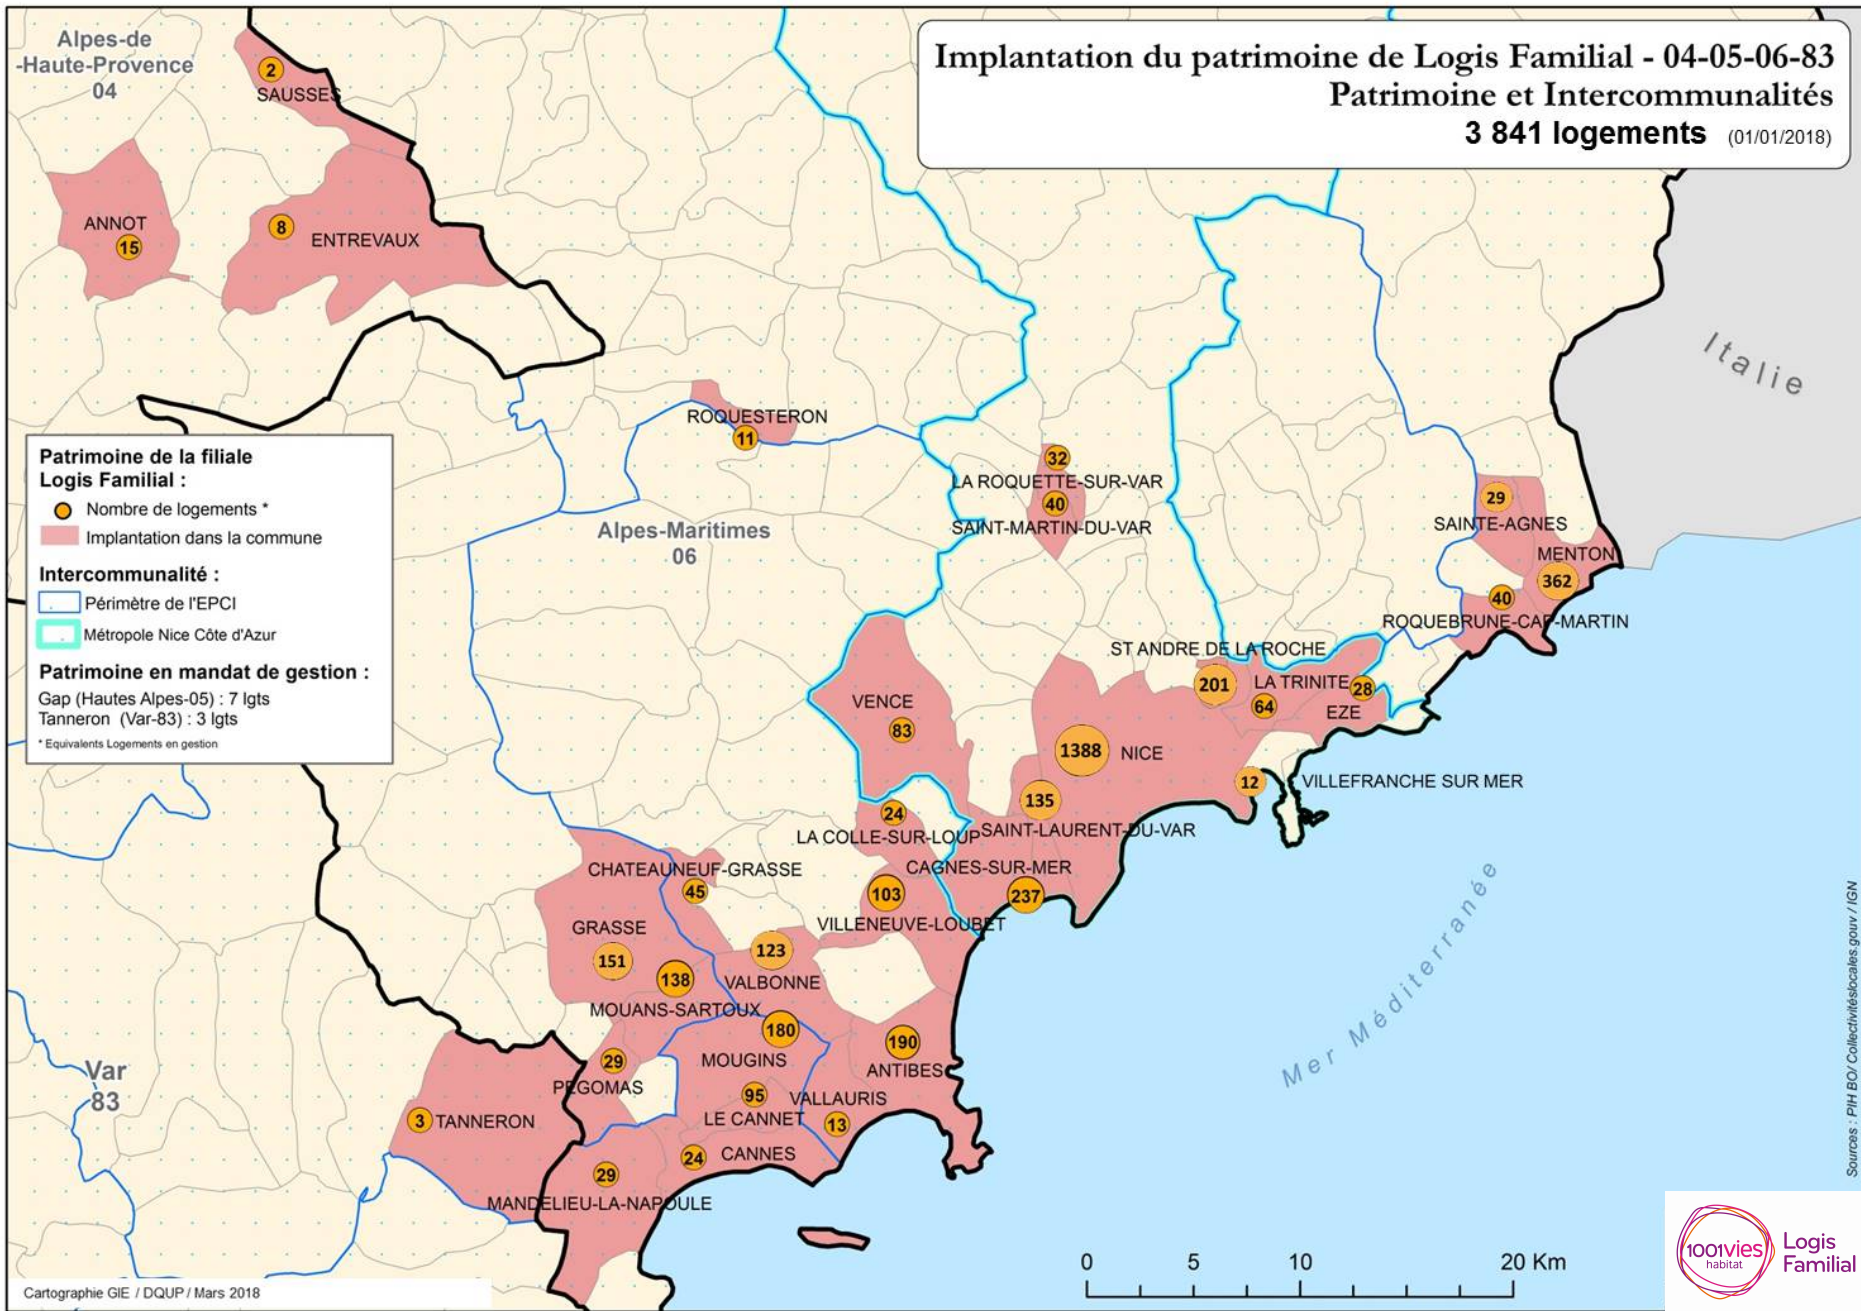 Alpes-de
-Haute-Provence
04
Implantation du patrimoine de Logis Familial - 04-05-06-83
Patrimoine et Intercommunalités
3 841 logements (01/01/2018)
2
SAUSSES
ANNOT
15
8
ENTREVAUX
Italie
ROQUESTERON
11
Patrimoine de la filiale
Logis Familial :
Nombre de logements *
Implantation dans la commune
Intercommunalité :
Périmètre de l'EPCI
Métropole Nice Côte d'Azur
Patrimoine en mandat de gestion :
Gap (Hautes Alpes-05) : 7 lgts
Tanneron (Var-83) : 3 lgts
* Equivalents Logements en gestion
Alpes-Maritimes
06
32
LA ROQUETTE-SUR-VAR
40
SAINT-MARTIN-DU-VAR
29
SAINTE-AGNES
MENTON
362
40
ROQUEBRUNE-CAP-MARTIN
ST ANDRE DE LA ROCHE
201
LA TRINITE
64
28
EZE
VENCE
83
1388
NICE
12
VILLEFRANCHE SUR MER
135
SAINT-LAURENT-DU-VAR
24
LA COLLE-SUR-LOUP
CAGNES-SUR-MER
237
103
VILLENEUVE-LOUBET
CHATEAUNEUF-GRASSE
45
GRASSE
151
123
VALBONNE
138
MOUANS-SARTOUX
180
MOUGINS
190
ANTIBES
29
PEGOMAS
95
LE CANNET
VALLAURIS
13
Var
83
3
TANNERON
24
CANNES
29
MANDELIEU-LA-NAPOULE
Mer Méditerranée
0 5 10 20 Km
Cartographie GIE / DQUP / Mars 2018
Sources : PIH BO/ Collectivitéslocales.gouv / IGN
1001vies
habitat
Logis
Familial